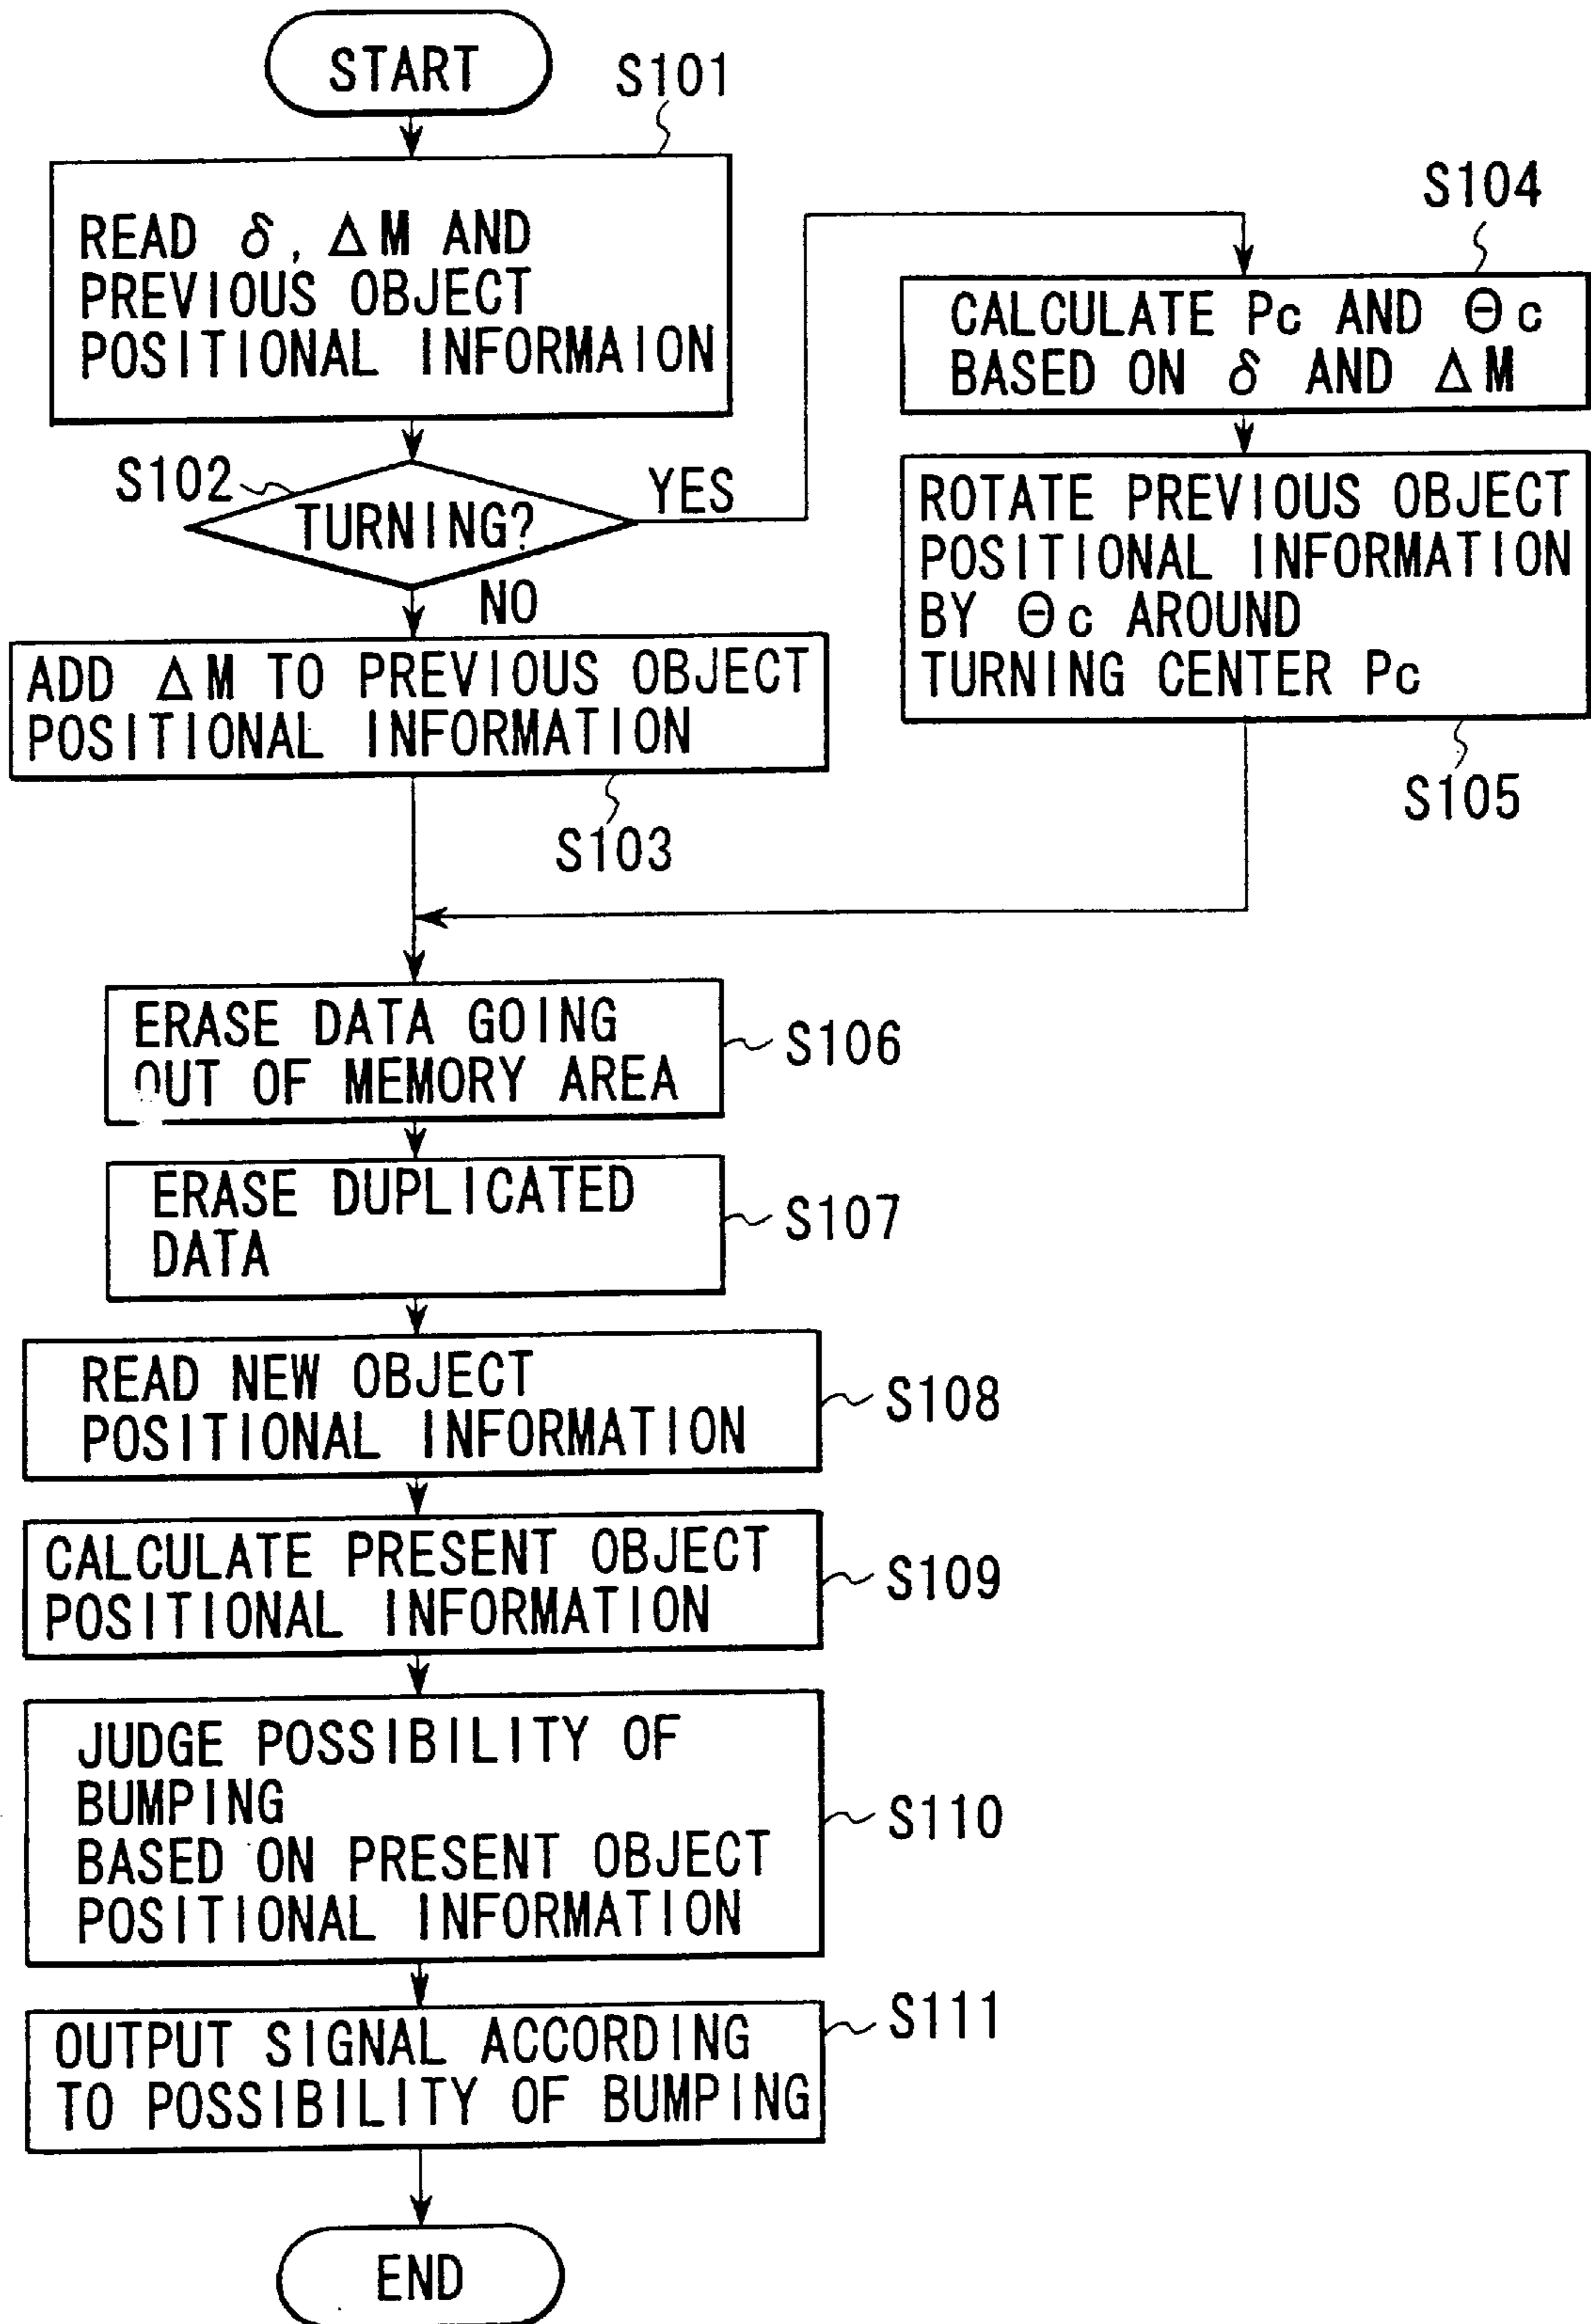 START
S101
READ δ, ΔM AND
PREVIOUS OBJECT
POSITIONAL INFORMAION
S102
TURNING?
YES
NO
S104
CALCULATE Pc AND Θc
BASED ON δ AND ΔM
ROTATE PREVIOUS OBJECT
POSITIONAL INFORMATION
BY Θc AROUND
TURNING CENTER Pc
S105
ADD ΔM TO PREVIOUS OBJECT
POSITIONAL INFORMATION
S103
ERASE DATA GOING
OUT OF MEMORY AREA
S106
ERASE DUPLICATED
DATA
S107
READ NEW OBJECT
POSITIONAL INFORMATION
S108
CALCULATE PRESENT OBJECT
POSITIONAL INFORMATION
S109
JUDGE POSSIBILITY OF
BUMPING
BASED ON PRESENT OBJECT
POSITIONAL INFORMATION
S110
OUTPUT SIGNAL ACCORDING
TO POSSIBILITY OF BUMPING
S111
END